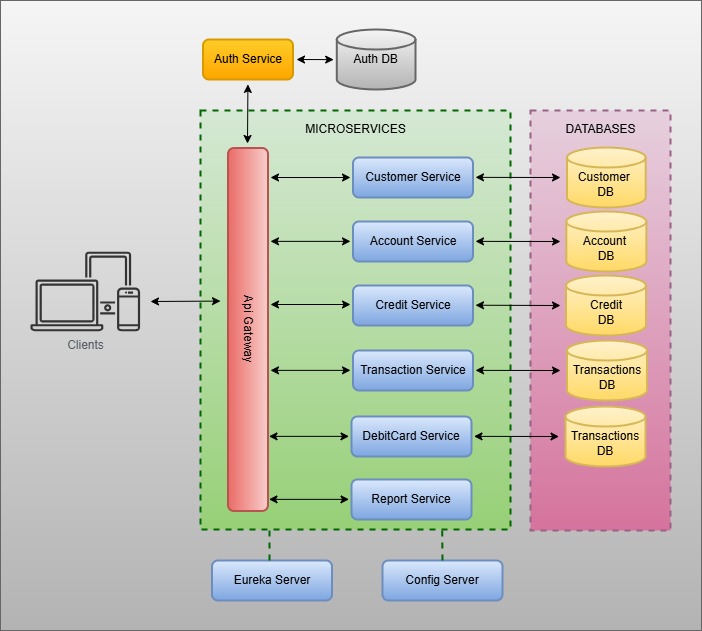 Auth Service
Auth DB
MICROSERVICES
DATABASES
Customer Service
Customer
DB
Account Service
Account
DB
Clients
Api Gateway
Credit Service
Credit
DB
Transaction Service
Transactions
DB
DebitCard Service
Transactions
DB
Report Service
Eureka Server
Config Server